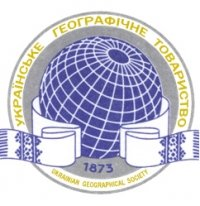 УКРАЇНСЬКЕ ГЕОГРАФІЧНЕ ТОВАРИСТВО
1873
UKRAINIAN GEOGRAPHICAL SOCIETY